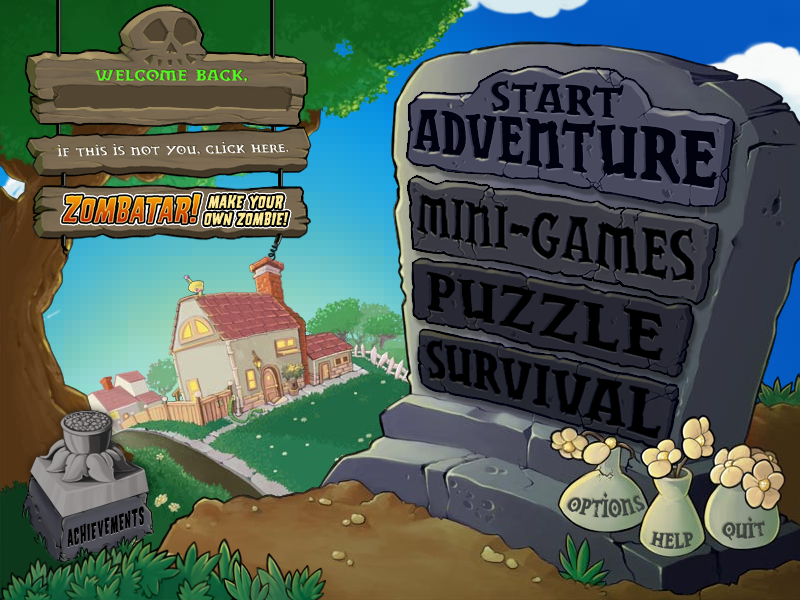 WELCOME BACK,
IF THIS IS NOT YOU, CLICK HERE.
ZOMBATAR! MAKE YOUR
OWN ZOMBIE!
START
ADVENTURE
MINI-GAMES
PUZZLE
SURVIVAL
ACHIEVEMENTS
OPTIONS
HELP
QUIT